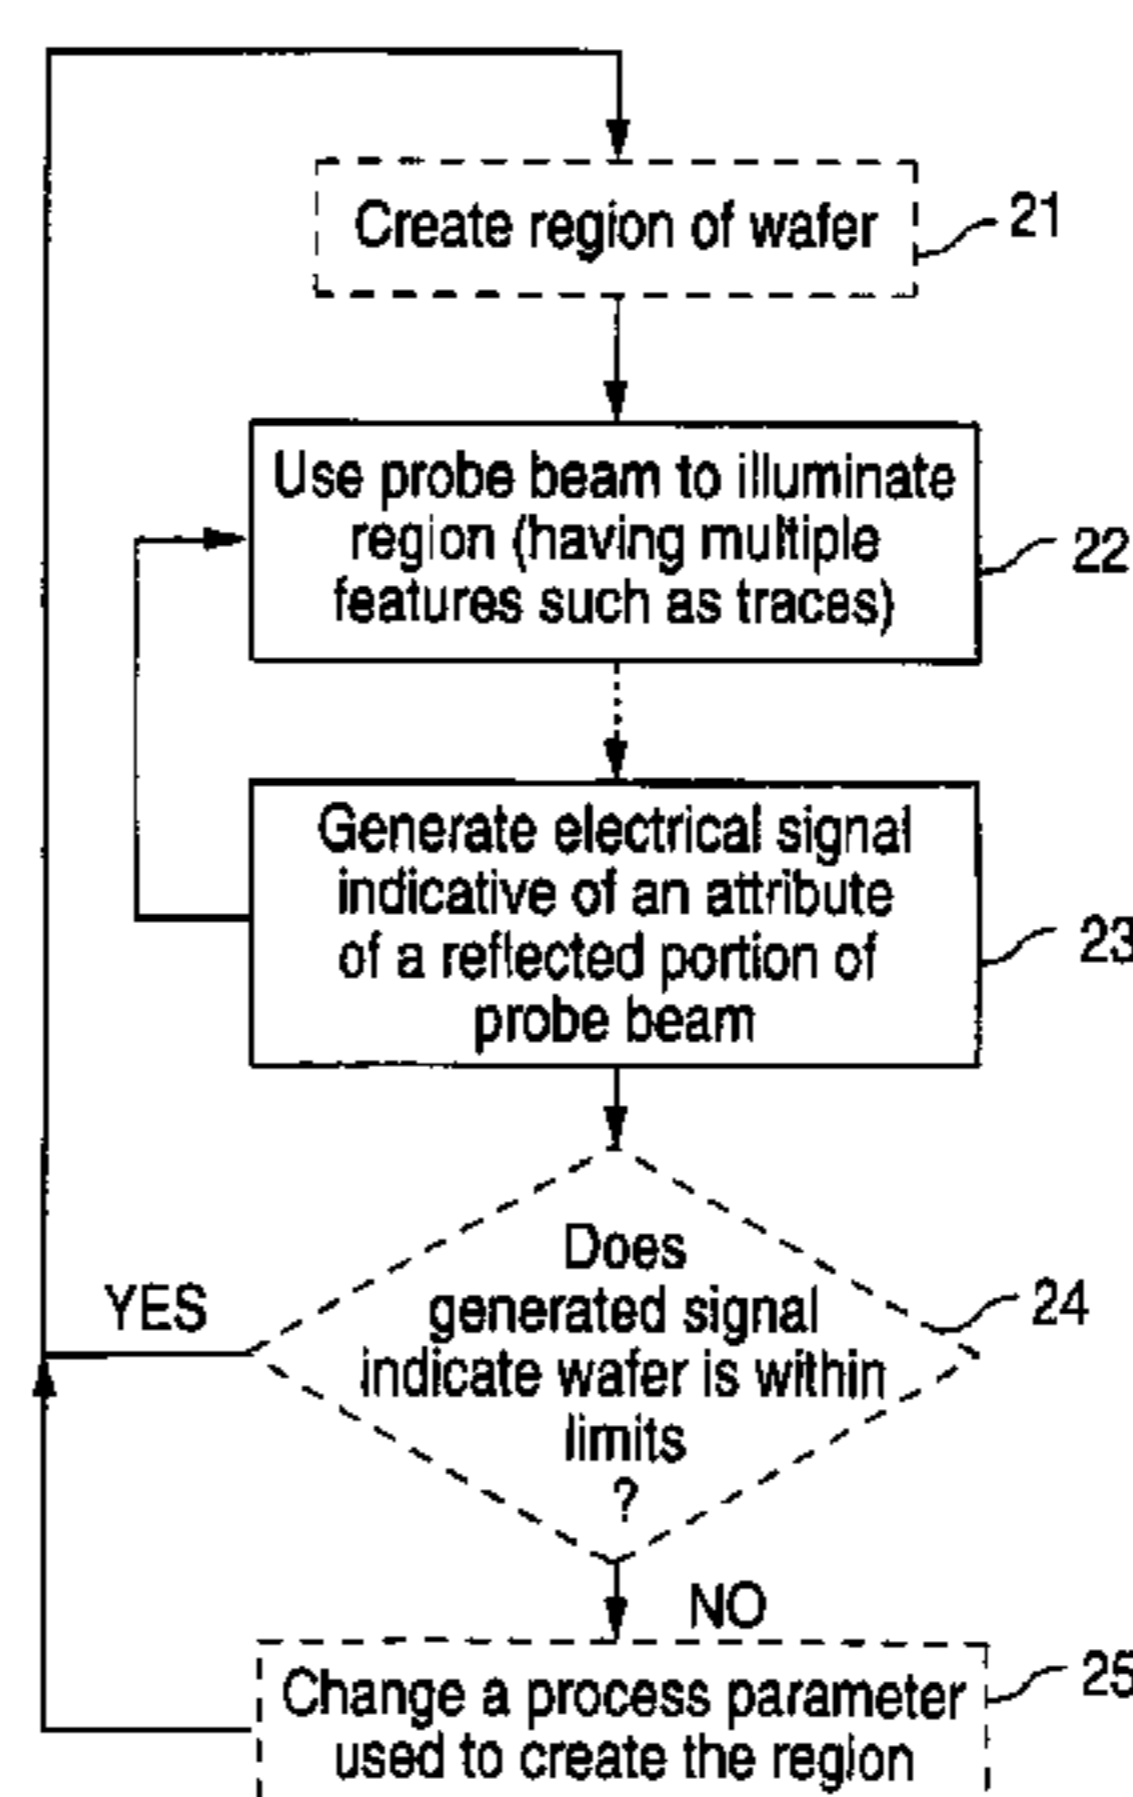 Create region of wafer
21
Use probe beam to illuminate
region (having multiple
features such as traces)
22
Generate electrical signal
indicative of an attribute
of a reflected portion of
probe beam
23
Does
generated signal
indicate wafer is within
limits
?
24
YES
NO
Change a process parameter
used to create the region
25